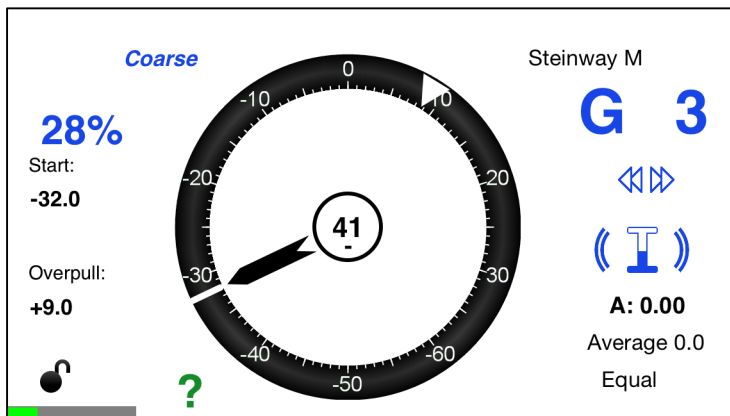 Coarse
Steinway M
28%
G 3
Start:
-32.0
Overpull:
+9.0
0
10
20
30
-60
-50
-40
-30
-20
-10
41
-
A: 0.00
Average 0.0
Equal
?